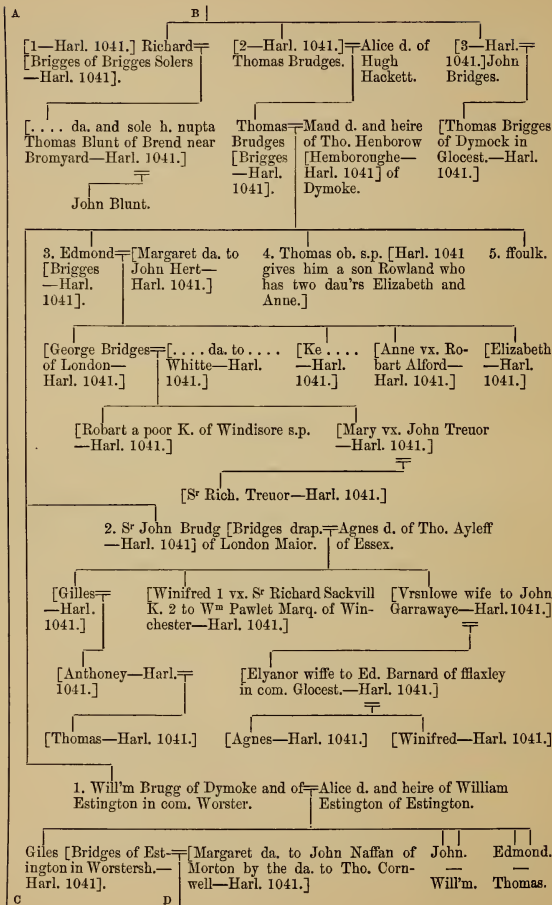 A
B
[1—Harl. 1041.] Richard
[Brigges of Brigges Solers
—Harl. 1041].
[2—Harl. 1041.]
Thomas Brudges.
Alice d. of
Hugh
Hackett.
[3—Harl.
1041.] John
Bridges.
[. . . . da. and sole h. nupta
Thomas Blunt of Brend near
Bromyard—Harl. 1041.]
Thomas
Brudges
[Brigges
—Harl.
1041].
Maud d. and heire
of Tho. Henborow
[Hemboroughe—
Harl. 1041] of
Dymoke.
[Thomas Brigges
of Dymock in
Glocest.—Harl.
1041.]
John Blunt.
3. Edmond
[Brigges
—Harl.
1041].
[Margaret da. to
John Hert—
Harl. 1041.]
4. Thomas ob. s.p. [Harl. 1041
gives him a son Rowland who
has two dau'rs Elizabeth and
Anne.]
5. ffoulk.
[George Bridges
of London—
Harl. 1041.]
[. . . . da. to . . . .
Whitte—Harl.
1041.]
[Ke . . . .
—Harl.
1041.]
[Anne vx. Ro-
bart Alford—
Harl. 1041.]
[Elizabeth
—Harl.
1041.]
[Robart a poor K. of Windisore s.p.
—Harl. 1041.]
[Mary vx. John Treuor
—Harl. 1041.]
[Sr Rich. Treuor—Harl. 1041.]
2. Sr John Brudg [Bridges drap.
—Harl. 1041] of London Maior.
Agnes d. of Tho. Ayleff
of Essex.
[Gilles
—Harl.
1041.]
[Winifred 1 vx. Sr Richard Sackvill
K. 2 to Wm Pawlet Marq. of Win-
chester—Harl. 1041.]
[Vrsnlowe wife to John
Garrawaye—Harl. 1041.]
[Anthoney—Harl.
1041.]
[Elyanor wiffe to Ed. Barnard of fflaxley
in com. Glocest.—Harl. 1041.]
[Thomas—Harl. 1041.]
[Agnes—Harl. 1041.]
[Winifred—Harl. 1041.]
1. Will'm Brugg of Dymoke and of
Estington in com. Worster.
Alice d. and heire of William
Estington of Estington.
Giles [Bridges of Est-
ington in Worstersh.—
Harl. 1041].
[Margaret da. to John Naffan of
Morton by the da. to Tho. Corn-
well—Harl. 1041.]
John.
—
Will'm.
Edmond.
—
Thomas.
C
D